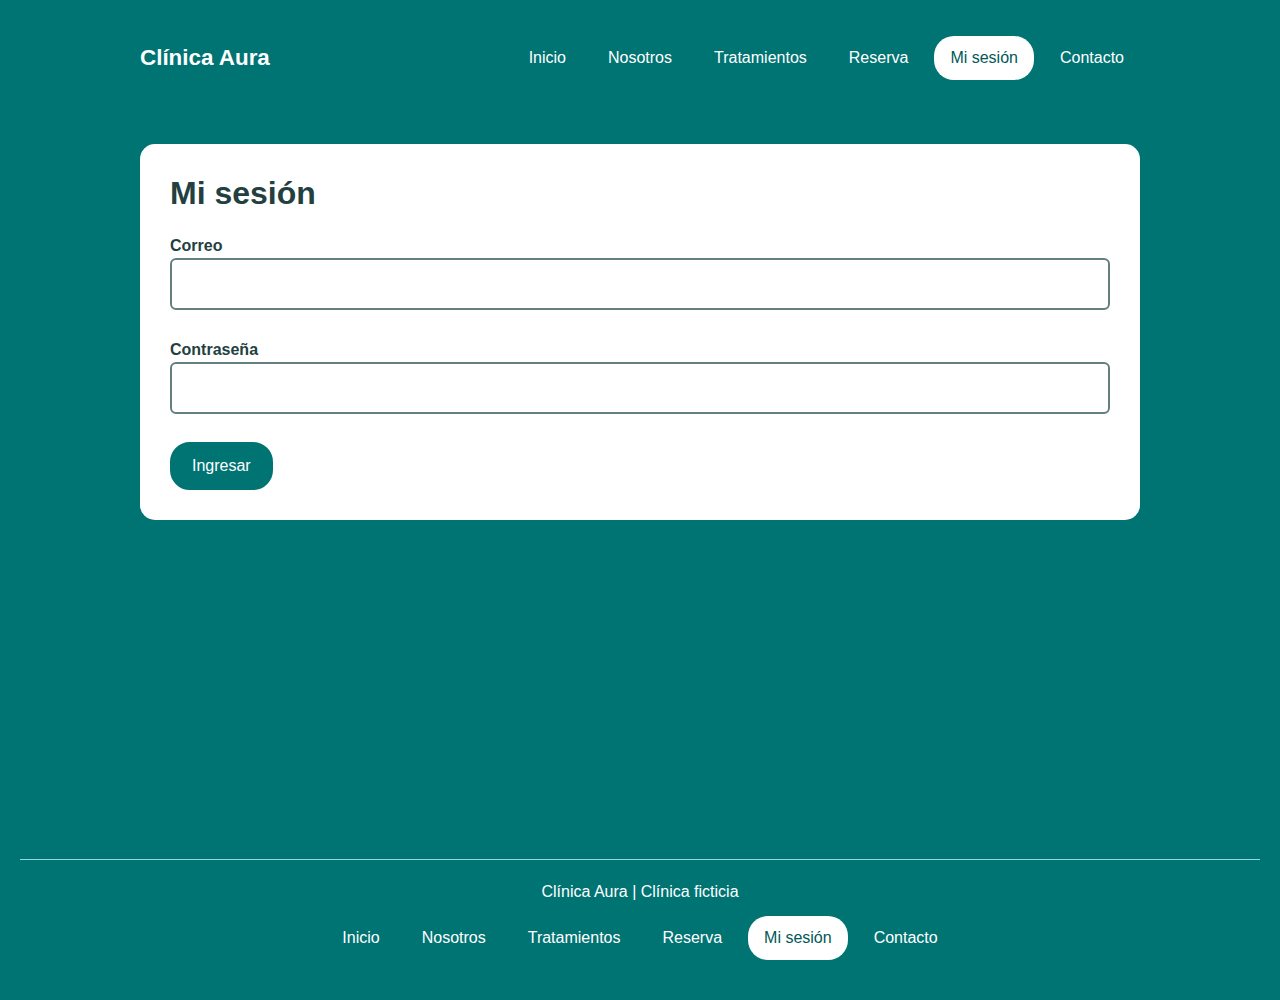 Clínica Aura
Inicio Nosotros Tratamientos Reserva Mi sesión Contacto
Mi sesión
Correo
Contraseña
Ingresar
Clínica Aura | Clínica ficticia
Inicio Nosotros Tratamientos Reserva Mi sesión Contacto